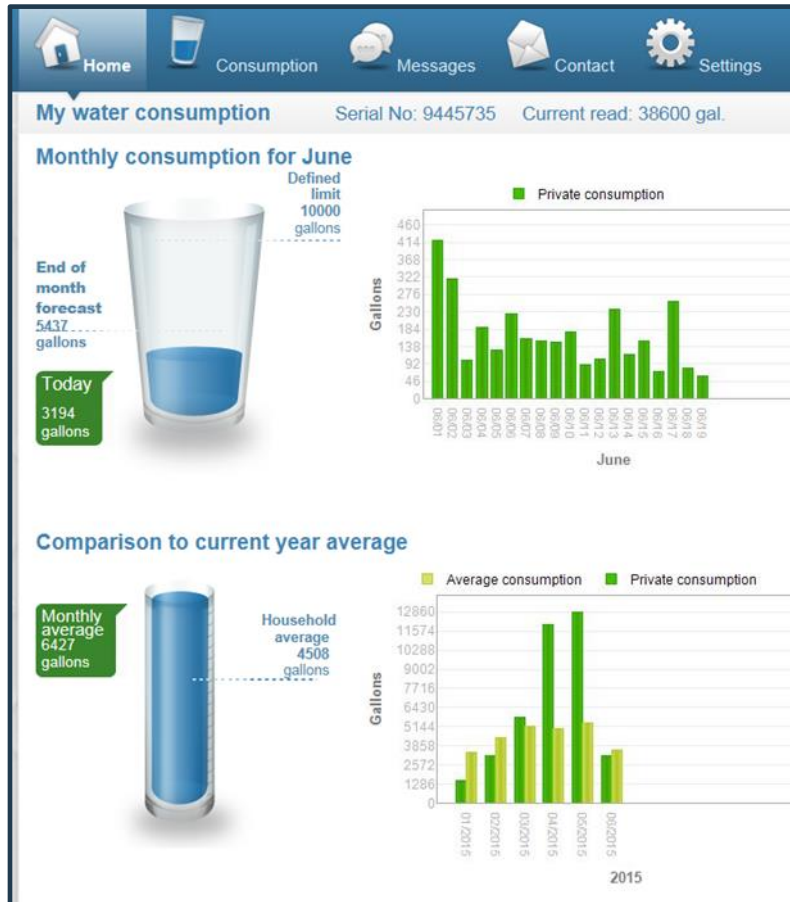 Home
Consumption
Messages
Contact
Settings
My water consumption
Serial No: 9445735
Current read: 38600 gal.
Monthly consumption for June
Defined
limit
10000
gallons
End of
month
forecast
5437
gallons
Today
3194
gallons
Private consumption
Gallons
460
414
368
322
276
230
184
138
92
46
0
06/01
06/02
06/03
06/04
06/05
06/06
06/07
06/08
06/09
06/10
06/11
06/12
06/13
06/14
06/15
06/16
06/17
06/18
06/19
June
Comparison to current year average
Monthly
average
6427
gallons
Household
average
4508
gallons
Average consumption
Private consumption
Gallons
12860
11574
10288
9002
7716
6430
5144
3858
2572
1286
0
01/2015
02/2015
03/2015
04/2015
05/2015
06/2015
2015